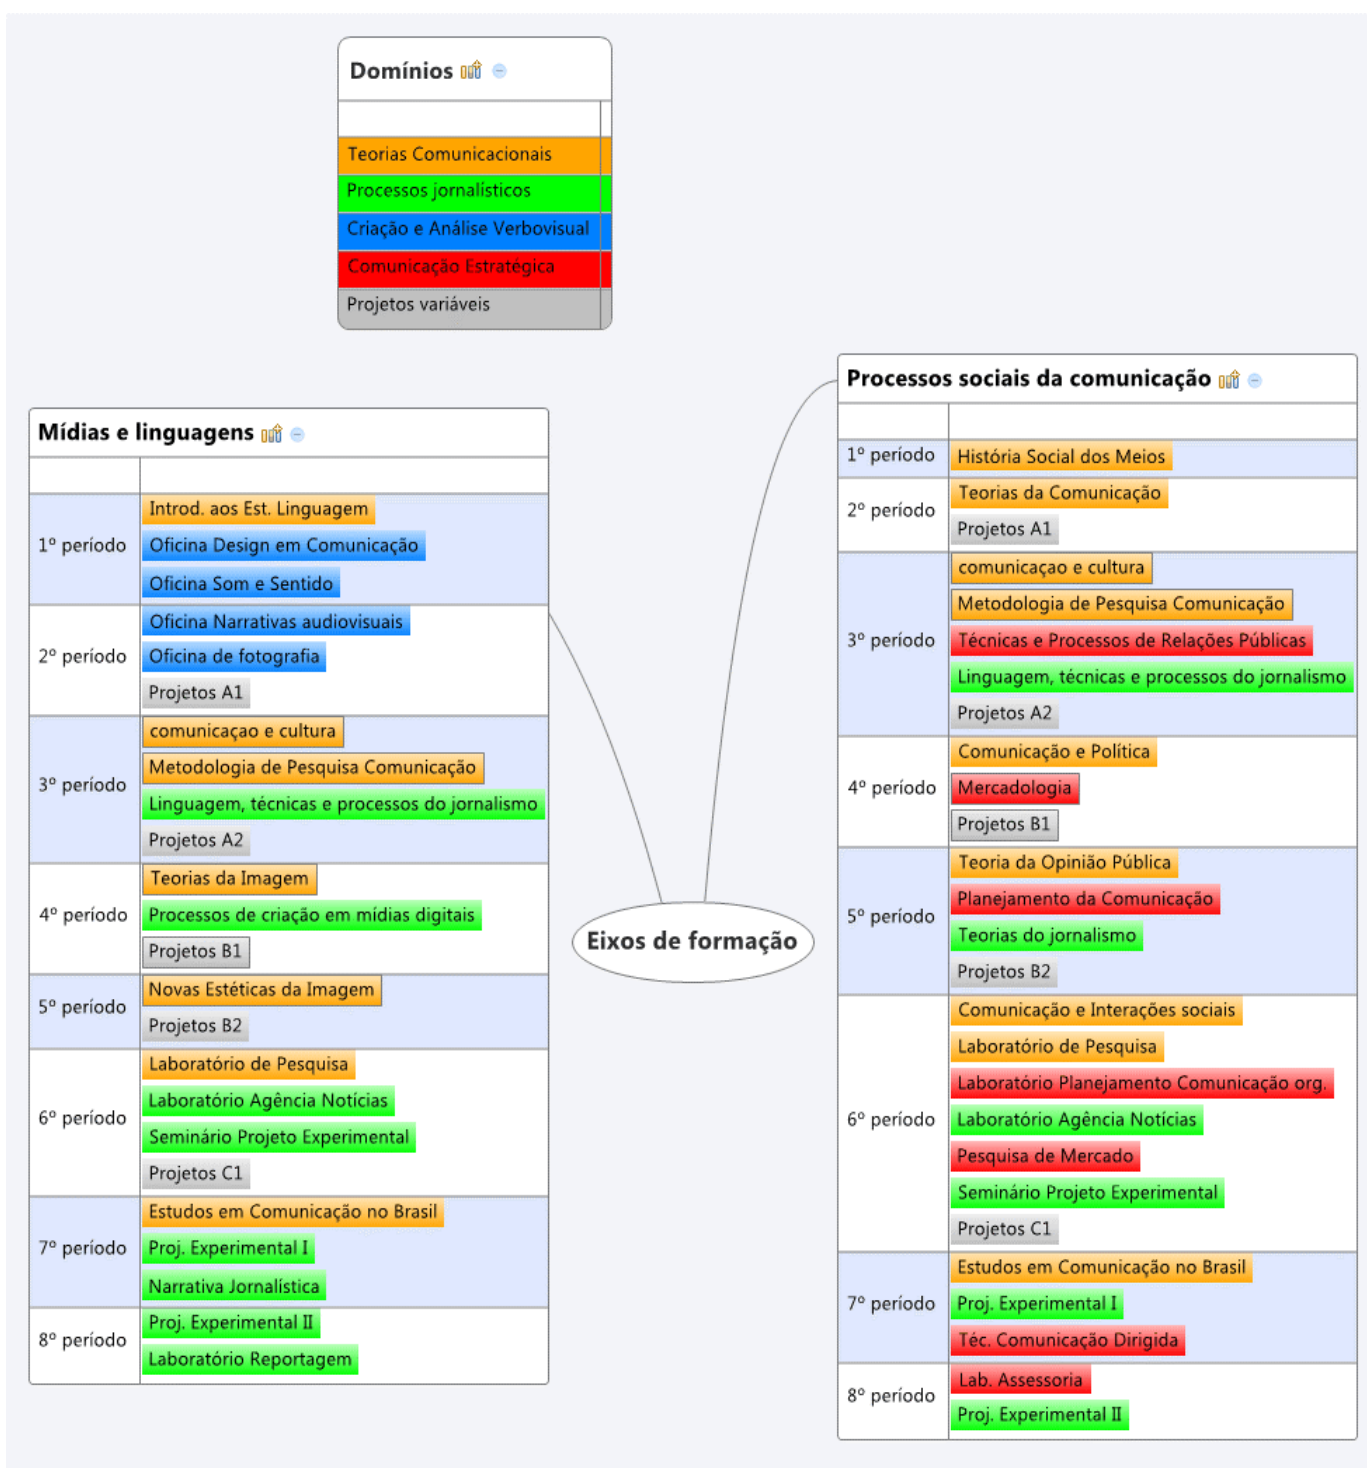 Domínios
Teorias Comunicacionais
Processos jornalísticos
Criação e Análise Verbovisual
Comunicação Estratégica
Projetos variáveis
Mídias e linguagens
1º período
Introd. aos Est. Linguagem
Oficina Design em Comunicação
Oficina Som e Sentido
2º período
Oficina Narrativas audiovisuais
Oficina de fotografia
Projetos A1
3º período
comunicaçao e cultura
Metodologia de Pesquisa Comunicação
Linguagem, técnicas e processos do jornalismo
Projetos A2
4º período
Teorias da Imagem
Processos de criação em mídias digitais
Projetos B1
5º período
Novas Estéticas da Imagem
Projetos B2
6º período
Laboratório de Pesquisa
Laboratório Agência Notícias
Seminário Projeto Experimental
Projetos C1
7º período
Estudos em Comunicação no Brasil
Proj. Experimental I
Narrativa Jornalística
8º período
Proj. Experimental II
Laboratório Reportagem
Eixos de formação
Processos sociais da comunicação
1º período
História Social dos Meios
2º período
Teorias da Comunicação
Projetos A1
3º período
comunicaçao e cultura
Metodologia de Pesquisa Comunicação
Técnicas e Processos de Relações Públicas
Linguagem, técnicas e processos do jornalismo
Projetos A2
4º período
Comunicação e Política
Mercadologia
Projetos B1
5º período
Teoria da Opinião Pública
Planejamento da Comunicação
Teorias do jornalismo
Projetos B2
6º período
Comunicação e Interações sociais
Laboratório de Pesquisa
Laboratório Planejamento Comunicação org.
Laboratório Agência Notícias
Pesquisa de Mercado
Seminário Projeto Experimental
Projetos C1
7º período
Estudos em Comunicação no Brasil
Proj. Experimental I
Téc. Comunicação Dirigida
8º período
Lab. Assessoria
Proj. Experimental II